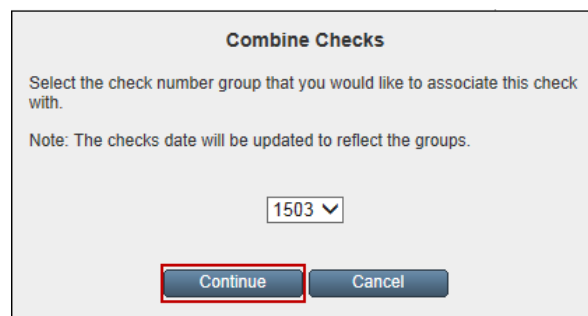 Combine Checks
Select the check number group that you would like to associate this check
with.
Note: The checks date will be updated to reflect the groups.
1503
Continue Cancel